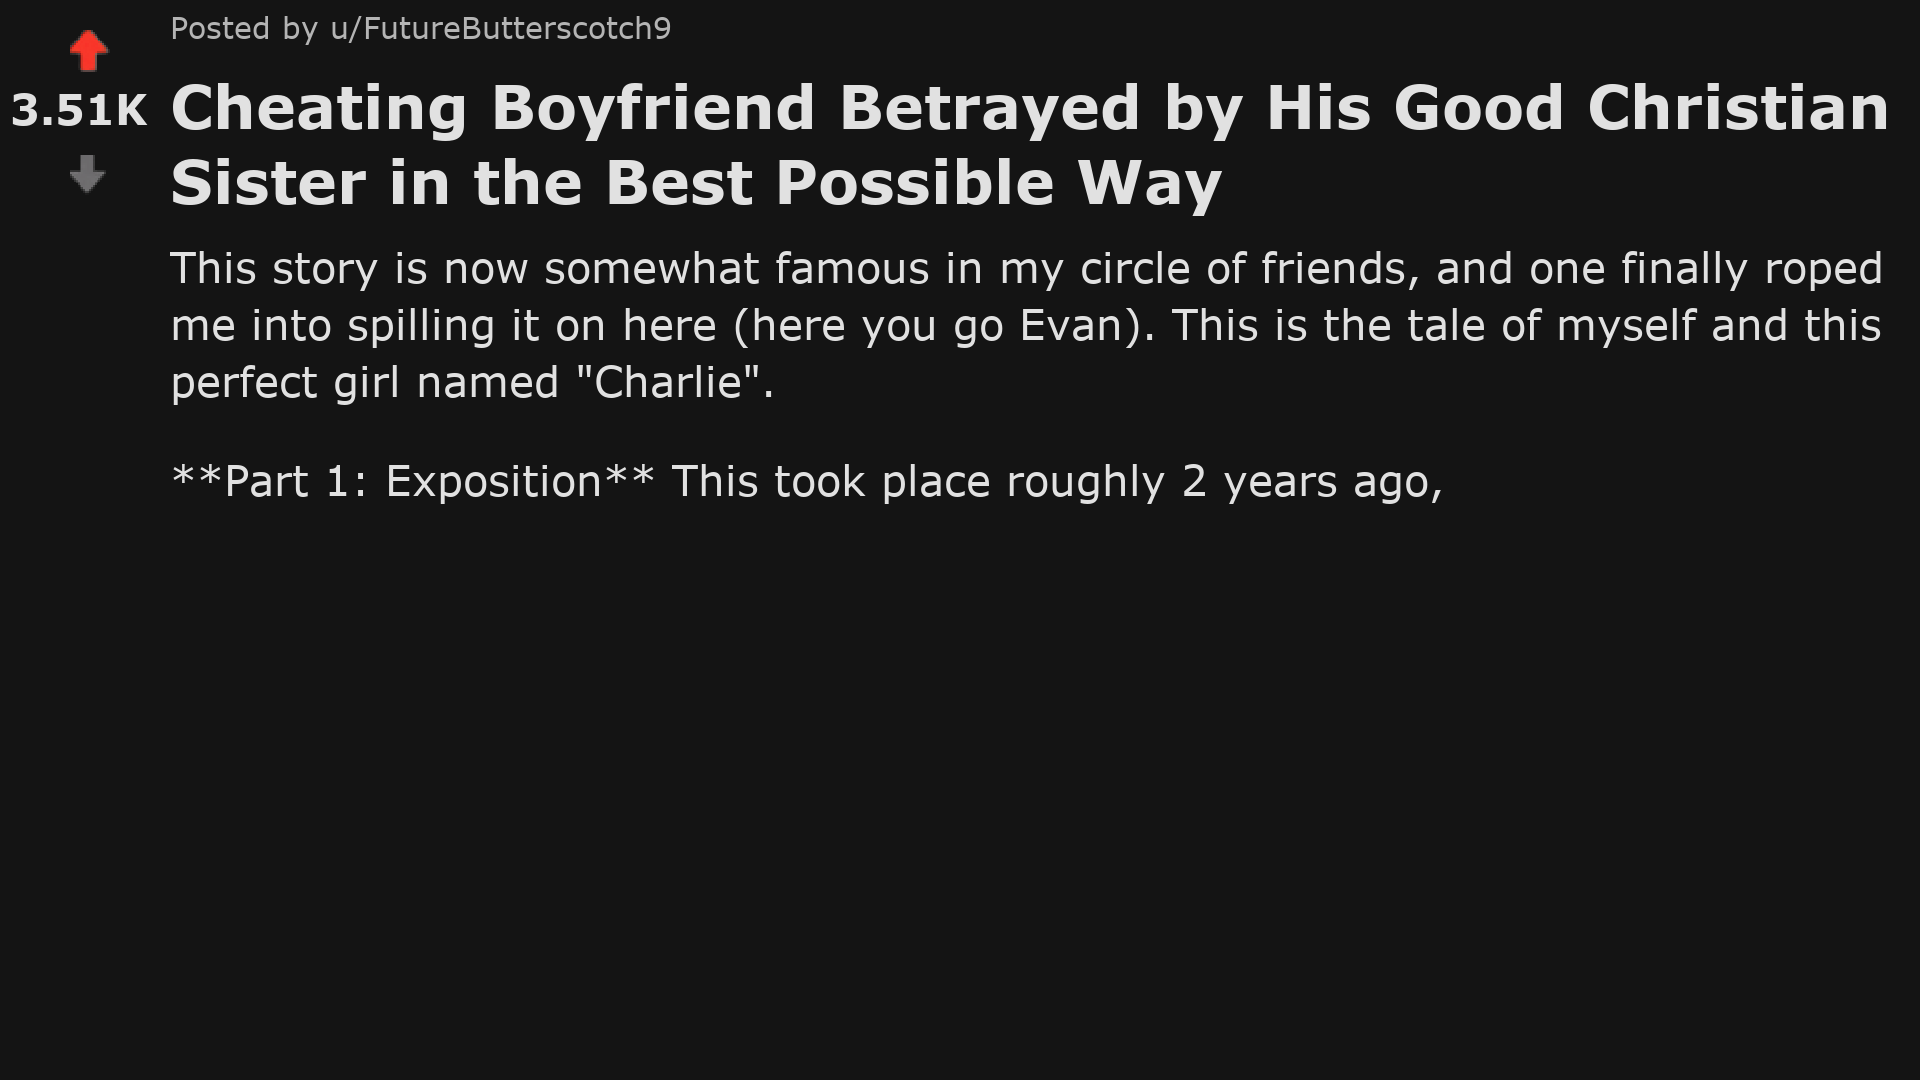 Posted by u/FutureButterscotch9
3.51K
Cheating Boyfriend Betrayed by His Good Christian
Sister in the Best Possible Way
This story is now somewhat famous in my circle of friends, and one finally roped
me into spilling it on here (here you go Evan). This is the tale of myself and this
perfect girl named "Charlie".
**Part 1: Exposition** This took place roughly 2 years ago,